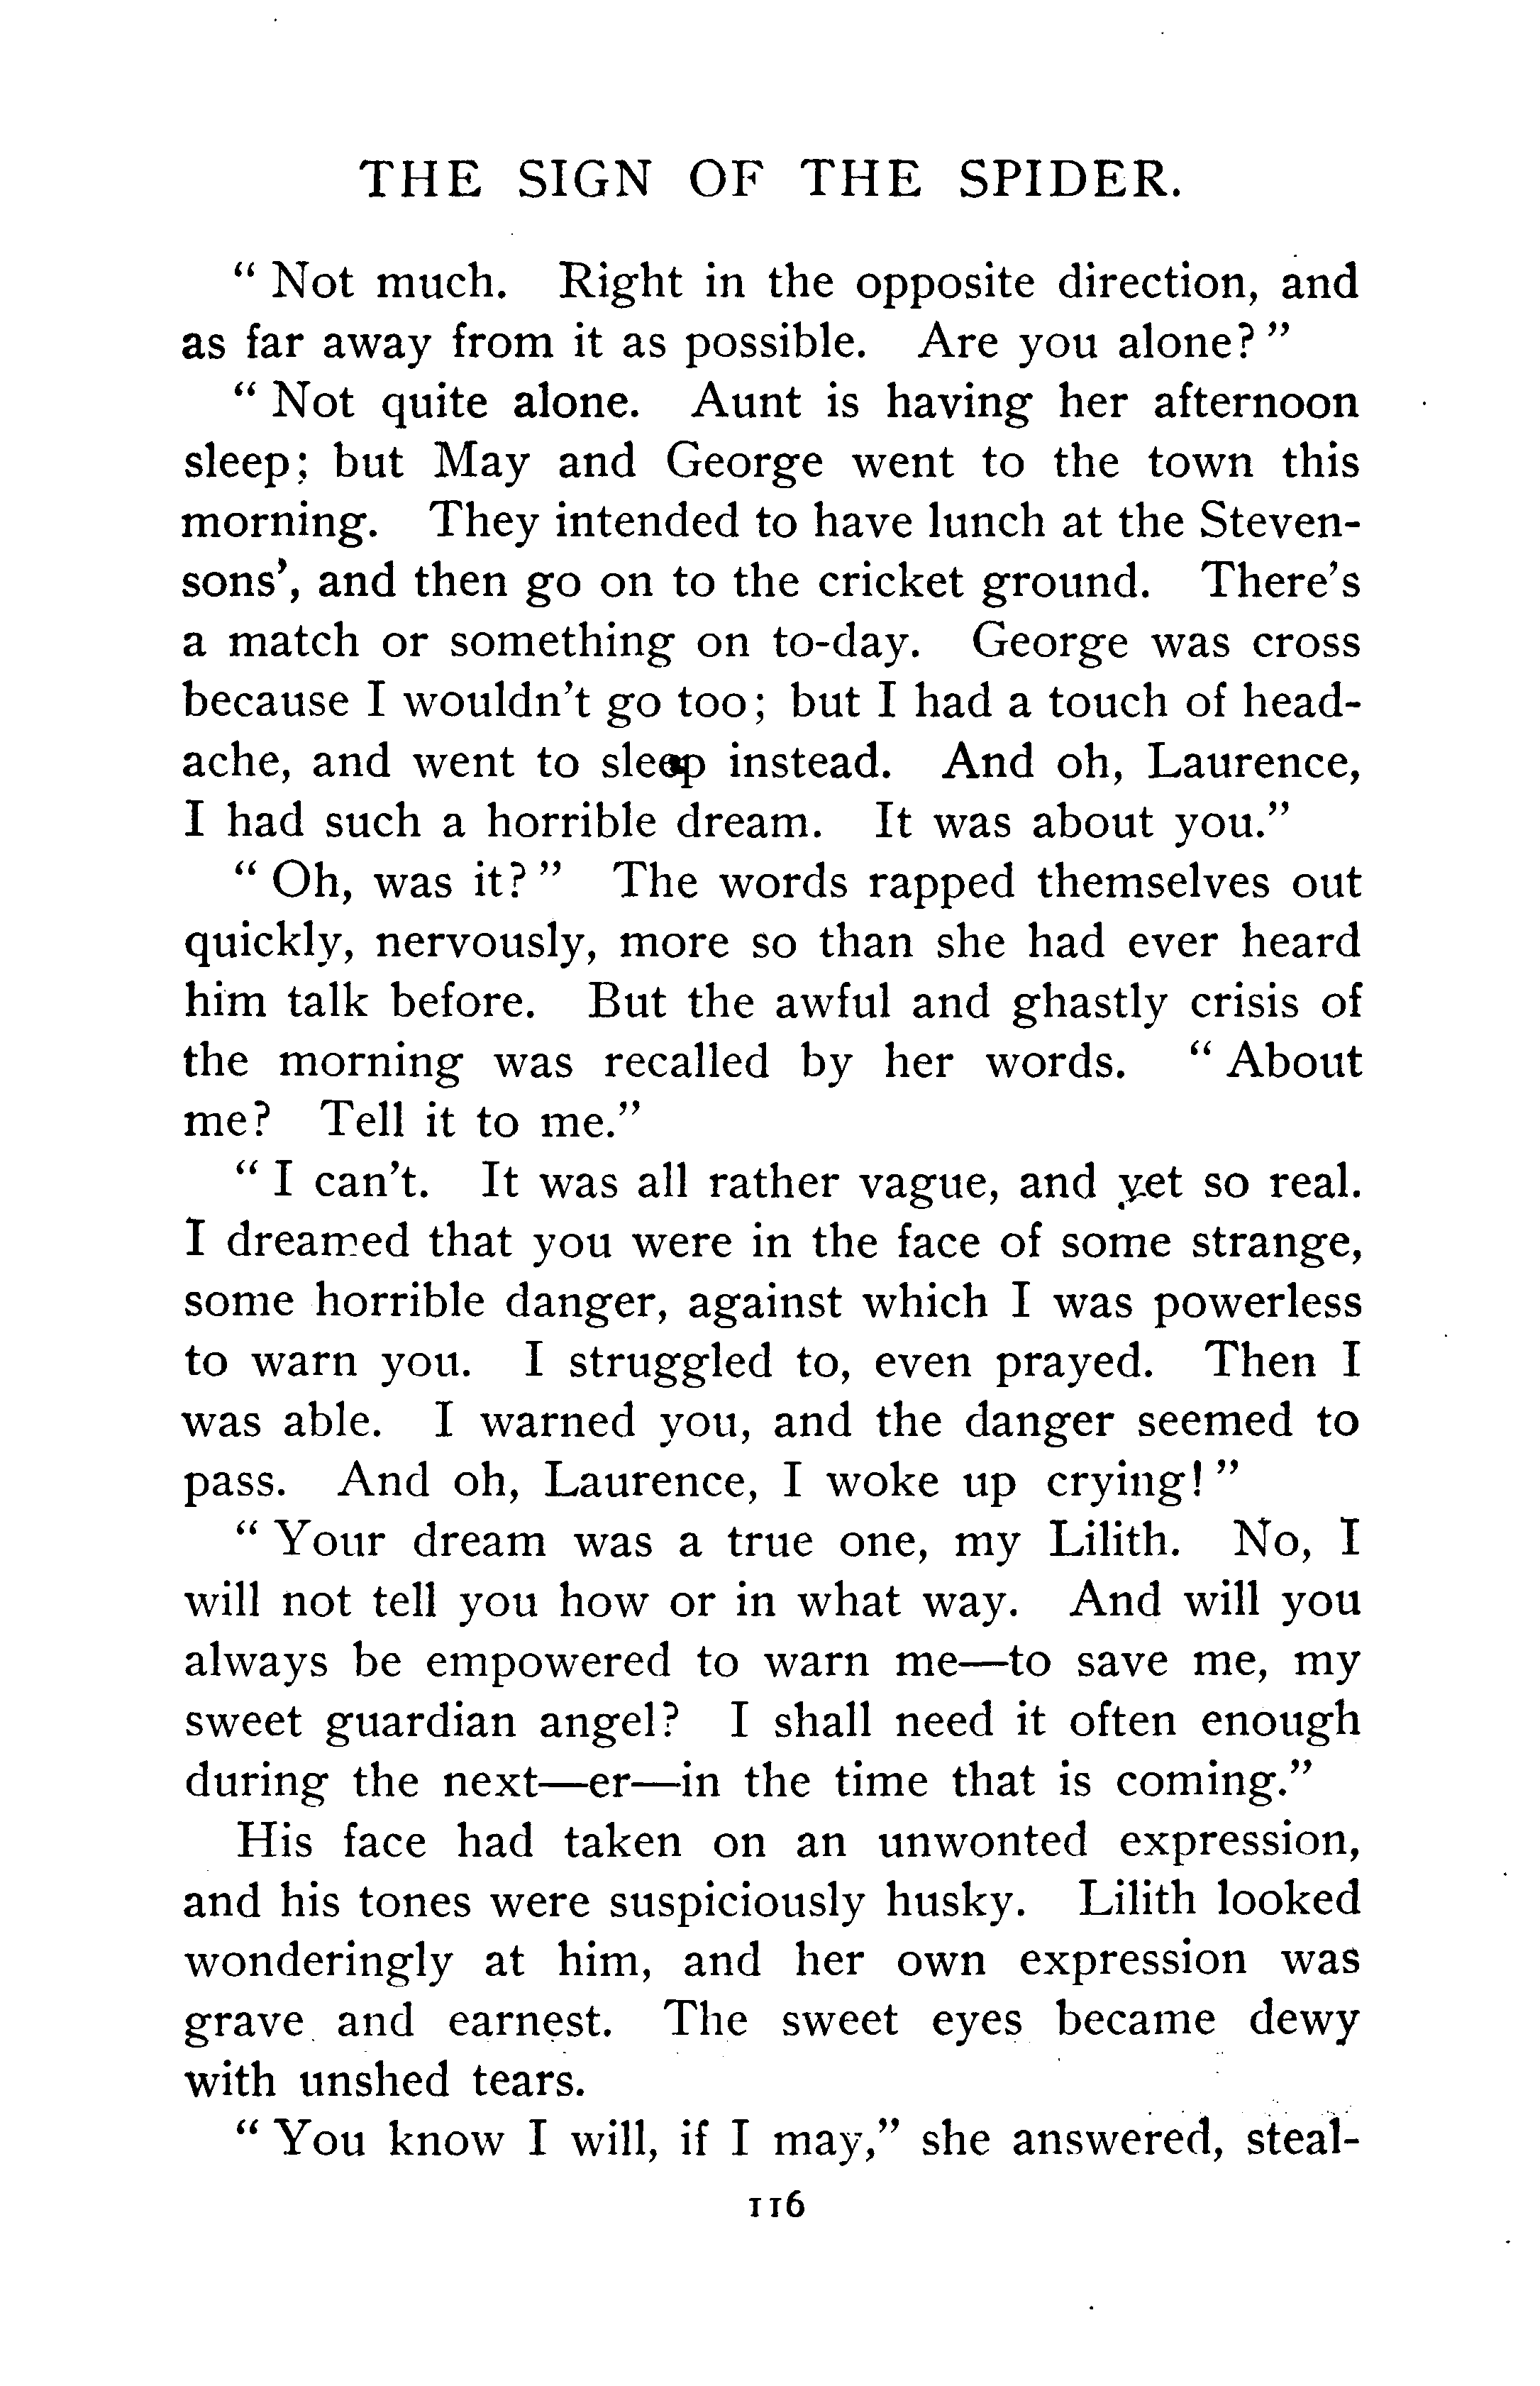 THE SIGN OF THE SPIDER.
“ Not much. Right in the opposite direction, and
as far away from it as possible. Are you alone? ”
“ Not quite alone. Aunt is having her afternoon
sleep; but May and George went to the town this
morning. They intended to have lunch at the Steven-
sons’, and then go on to the cricket ground. There’s
a match or something on to-day. George was cross
because I wouldn’t go too; but I had a touch of head-
ache, and went to sleep instead. And oh, Laurence,
I had such a horrible dream. It was about you.”
“ Oh, was it? ” The words rapped themselves out
quickly, nervously, more so than she had ever heard
him talk before. But the awful and ghastly crisis of
the morning was recalled by her words. “ About
me? Tell it to me.”
“ I can’t. It was all rather vague, and yet so real.
I dreamed that you were in the face of some strange,
some horrible danger, against which I was powerless
to warn you. I struggled to, even prayed. Then I
was able. I warned you, and the danger seemed to
pass. And oh, Laurence, I woke up crying! ”
“ Your dream was a true one, my Lilith. No, I
will not tell you how or in what way. And will you
always be empowered to warn me—to save me, my
sweet guardian angel? I shall need it often enough
during the next—er—in the time that is coming.”
His face had taken on an unwonted expression,
and his tones were suspiciously husky. Lilith looked
wonderingly at him, and her own expression was
grave and earnest. The sweet eyes became dewy
with unshed tears.
“ You know I will, if I may,” she answered, steal-
116